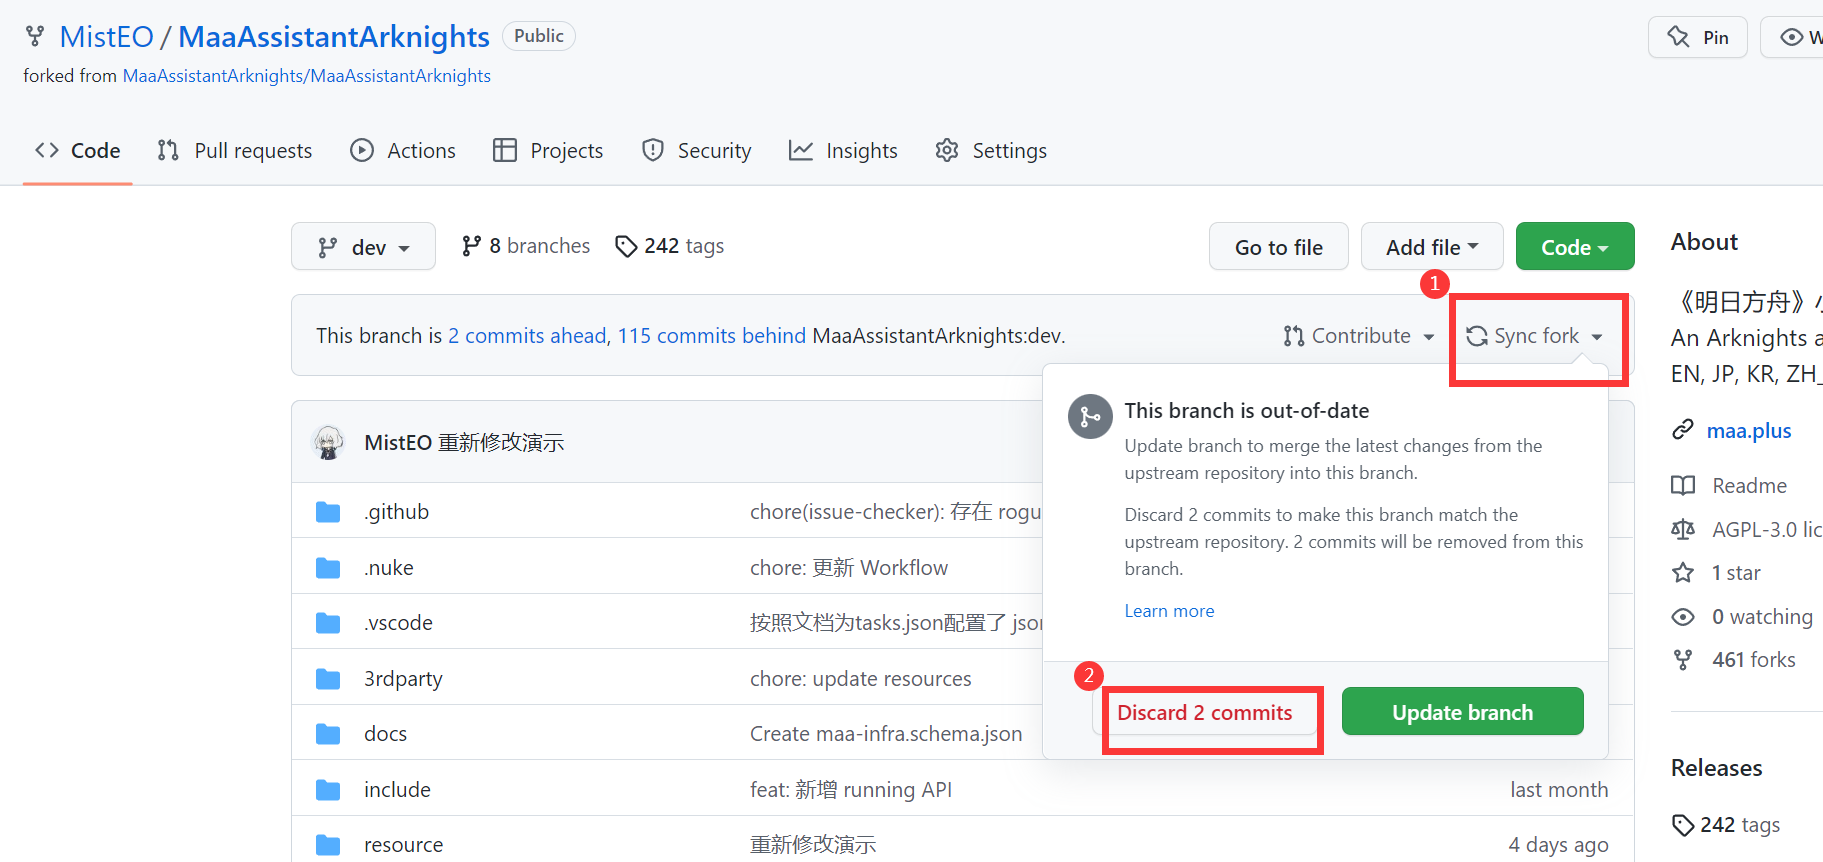 MistEO / MaaAssistantArknights Public
Pin
forked from MaaAssistantArknights/MaaAssistantArknights
Code Pull requests Actions Projects Security Insights Settings
dev 8 branches 242 tags Go to file Add file Code
1
This branch is 2 commits ahead, 115 commits behind MaaAssistantArknights:dev. Contribute Sync fork
This branch is out-of-date
Update branch to merge the latest changes from the
upstream repository into this branch.
Discard 2 commits to make this branch match the
upstream repository. 2 commits will be removed from this
branch.
Learn more
2
Discard 2 commits Update branch
MistEO 重新修改演示
.github chore(issue-checker): 存在 rogu
.nuke chore: 更新 Workflow
.vscode 按照文档为tasks.json配置了 json
3rdparty chore: update resources
docs Create maa-infra.schema.json
include feat: 新增 running API last month
resource 重新修改演示 4 days ago
About
《明日方舟》小
An Arknights a
EN, JP, KR, ZH_
maa.plus
Readme
AGPL-3.0 lic
1 star
0 watching
461 forks
Releases
242 tags